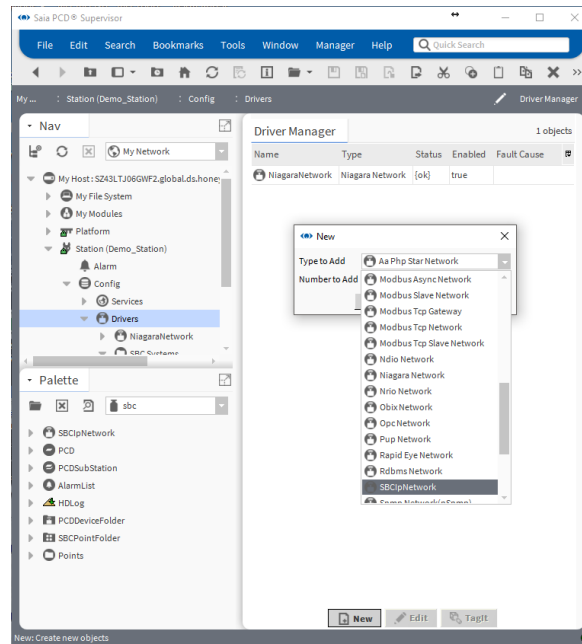 Saia PCD® Supervisor
File Edit Search Bookmarks Tools Window Manager Help Quick Search
My... : Station (Demo_Station) : Config : Drivers Driver Manager
Nav
My Network
My Host : SZ43LTJ06GWF2.global.ds.honey
My File System
My Modules
Platform
Station (Demo_Station)
Alarm
Config
Services
Drivers
NiagaraNetwork
SBC Systems
Palette
sbc
SBCIpNetwork
PCD
PCDSubStation
AlarmList
HDLog
PCDDeviceFolder
SBCPointFolder
Points
Driver Manager 1 objects
Name Type Status Enabled Fault Cause
NiagaraNetwork Niagara Network {ok} true
New
Type to Add Aa Php Star Network
Number to Add
Modbus Async Network
Modbus Slave Network
Modbus Tcp Gateway
Modbus Tcp Network
Modbus Tcp Slave Network
Ndio Network
Niagara Network
Nrio Network
Obix Network
Opc Network
Pup Network
Rapid Eye Network
Rdbms Network
SBCIpNetwork
New Edit TagIt
New: Create new objects